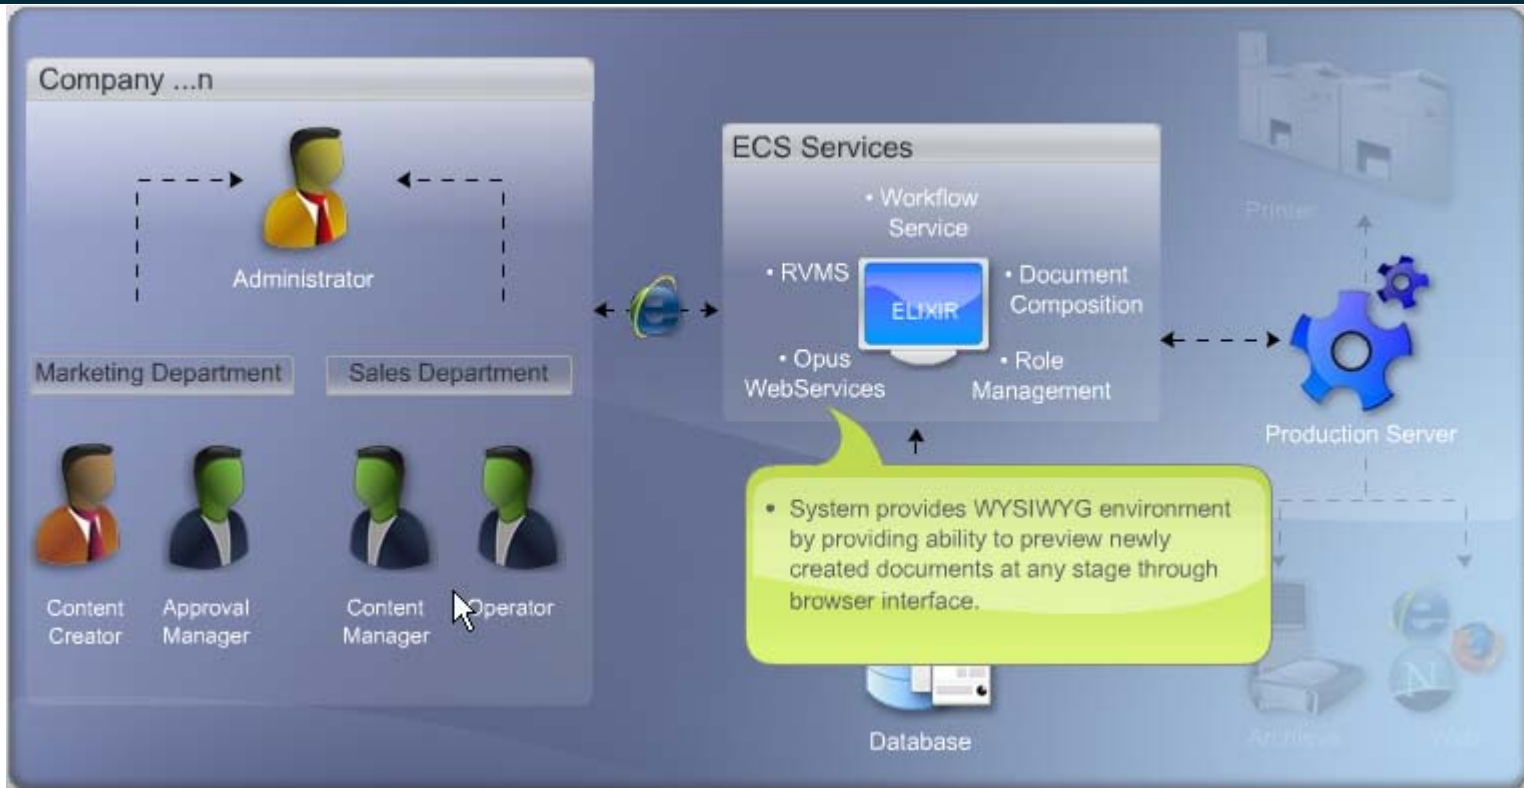 Company ...n
Administrator
Marketing Department
Sales Department
Content
Creator
Approval
Manager
Content
Manager
Operator
ECS Services
• Workflow
Service
• RVMS
• Document
Composition
ELIXIR
• Opus
WebServices
• Role
Management
• System provides WYSIWYG environment
by providing ability to preview newly
created documents at any stage through
browser interface.
Database
Printer
Production Server
Archive
Web
N